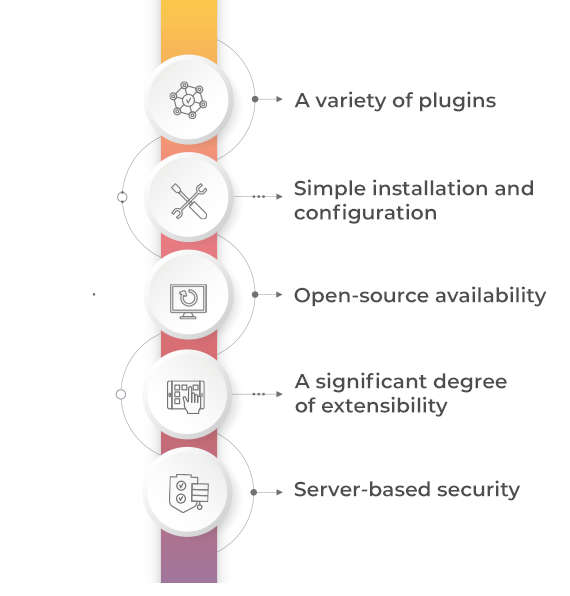 A variety of plugins
Simple installation and
configuration
Open-source availability
A significant degree
of extensibility
Server-based security